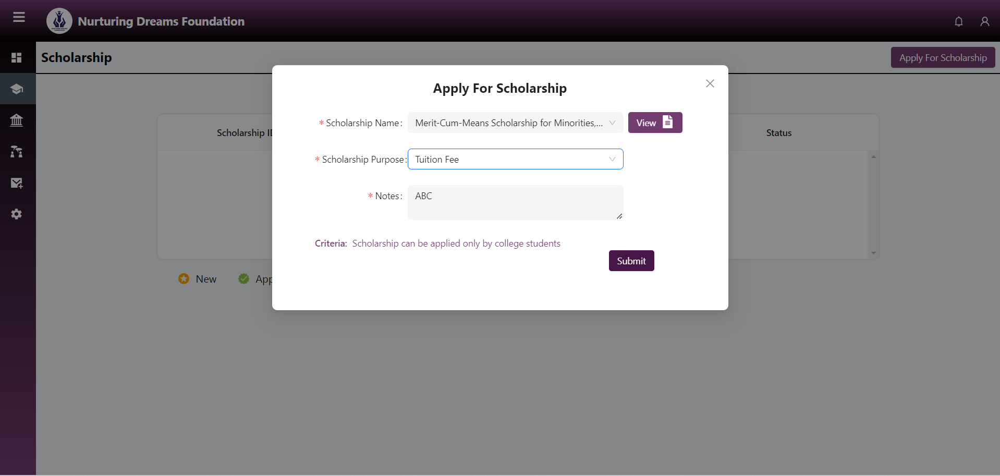 Nurturing Dreams Foundation
Scholarship
Apply For Scholarship
Apply For Scholarship
* Scholarship Name: Merit-Cum-Means Scholarship for Minorities,... View
* Scholarship Purpose: Tuition Fee
* Notes: ABC
Criteria: Scholarship can be applied only by college students
Submit
Scholarship ID
Status
New
App